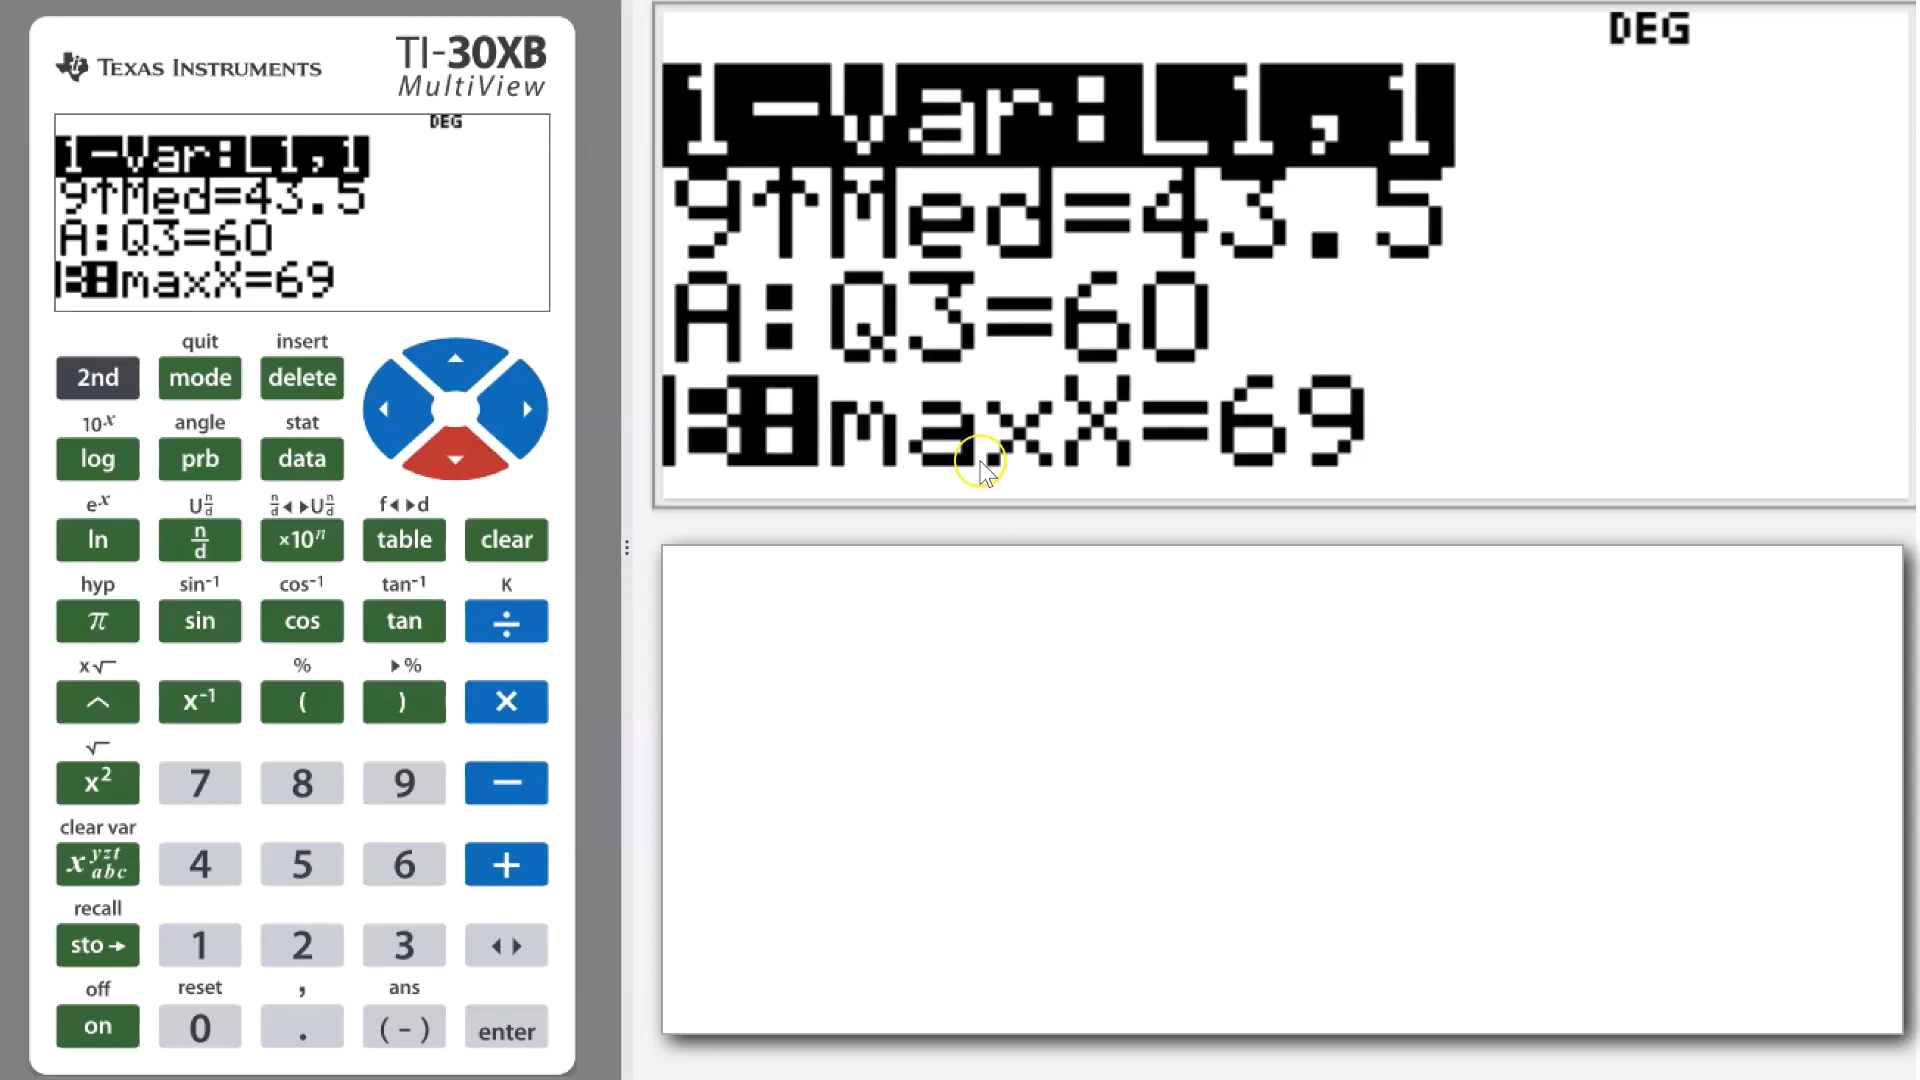 TEXAS INSTRUMENTS
TI-30XB
MultiView
DEG
1-Var:L1,1
9↑Med=43.5
A:Q3=60
B:maxX=69
quit insert
2nd mode delete
10ˣ angle stat
log prb data
eˣ U n/d n/d◄►U n/d f◄►d
ln n/d ×10ⁿ table clear
hyp sin⁻¹ cos⁻¹ tan⁻¹ K
π sin cos tan ÷
x√ % ►%
^ x⁻¹ ( ) ×
√
x² 7 8 9 −
clear var
x yzt abc 4 5 6 +
recall
sto→ 1 2 3 ◄►
off reset , ans
on 0 . (-) enter
DEG
1-Var:L1,1
9↑Med=43.5
A:Q3=60
B:maxX=69